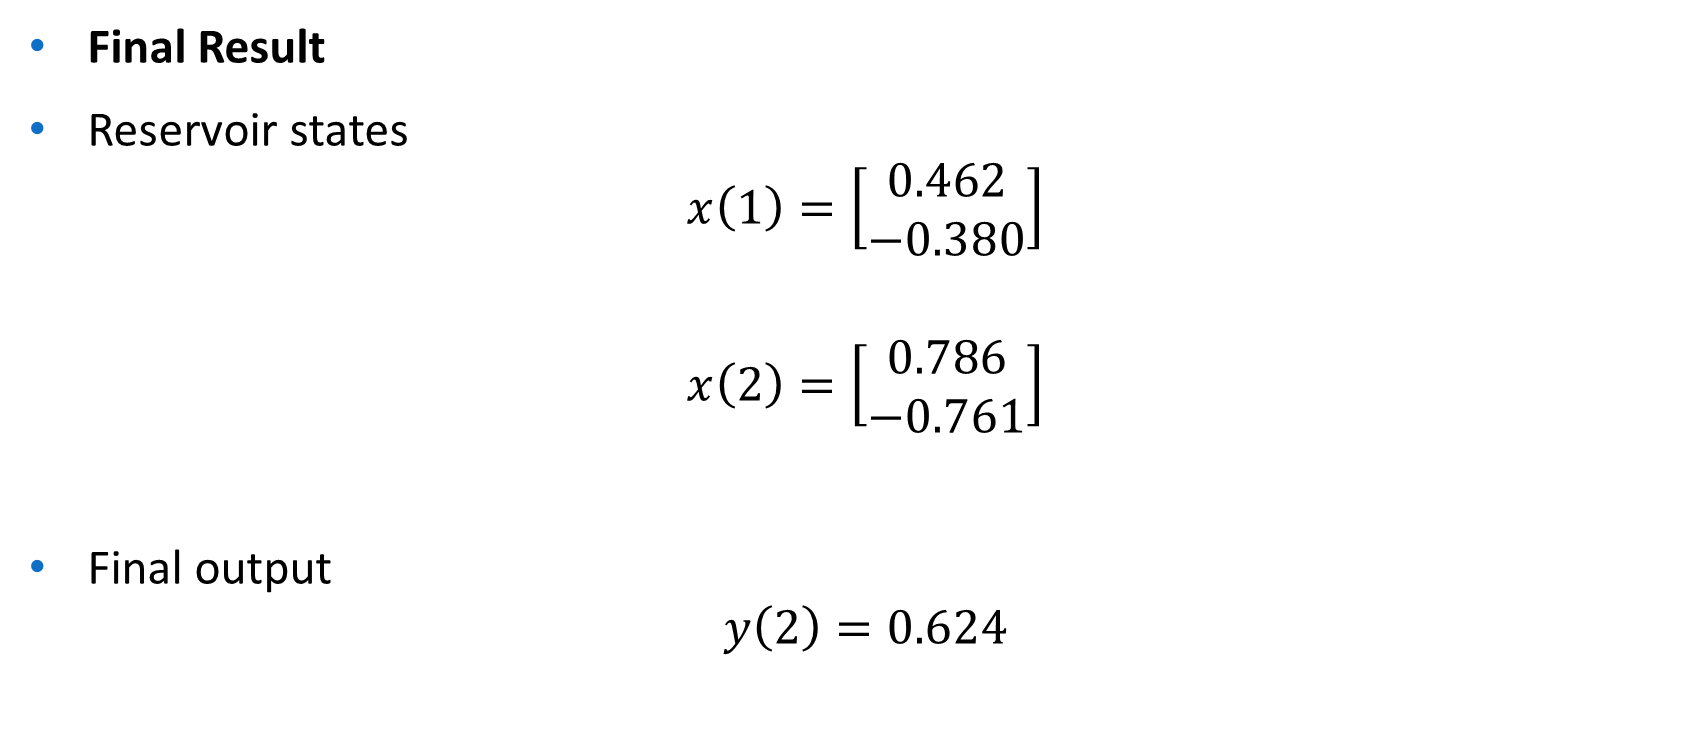 • Final Result
• Reservoir states
x(1) = [0.462
−0.380]
x(2) = [0.786
−0.761]
• Final output
y(2) = 0.624